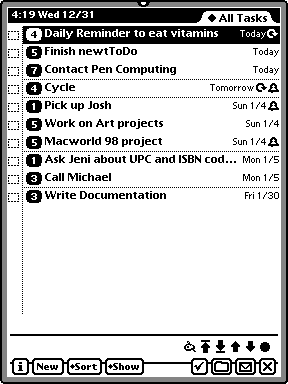 4:19 Wed 12/31 ◆ All Tasks
4 Daily Reminder to eat vitamins Today
5 Finish newtToDo Today
7 Contact Pen Computing Today
4 Cycle Tomorrow
1 Pick up Josh Sun 1/4
5 Work on Art projects Sun 1/4
5 Macworld 98 project Sun 1/4
1 Ask Jeni about UPC and ISBN cod... Mon 1/5
3 Call Michael Mon 1/5
3 Write Documentation Fri 1/30
i New ◆Sort ◆Show